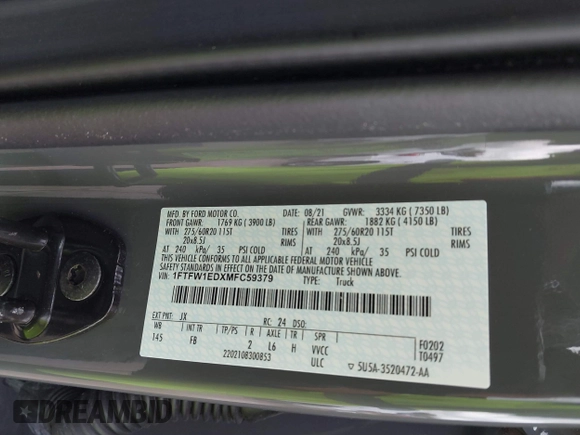 MFD. BY FORD MOTOR CO.
DATE: 08/21 GVWR: 3334 KG ( 7350 LB)
FRONT GAWR: 1769 KG ( 3900 LB) REAR GAWR: 1882 KG ( 4150 LB)
WITH 275/60R20 115T TIRES WITH 275/60R20 115T TIRES
20x8.5J 20x8.5J
AT 240 kPa/ 35 PSI COLD AT 240 kPa/ 35 PSI COLD
THIS VEHICLE CONFORMS TO ALL APPLICABLE FEDERAL MOTOR VEHICLE
SAFETY STANDARDS IN EFFECT ON THE DATE OF MANUFACTURE SHOWN ABOVE.
VIN: 1FTFW1EDXMFC59379 TYPE: Truck
EXT PNT: JX RC: 24 DSO:
WB INT TR TP/PS R AXLE TR SPR
145 FB 2 L6 H VVCC F0202
ULC T0497
2202108300853
5U5A-3520472-AA
DREAMBID